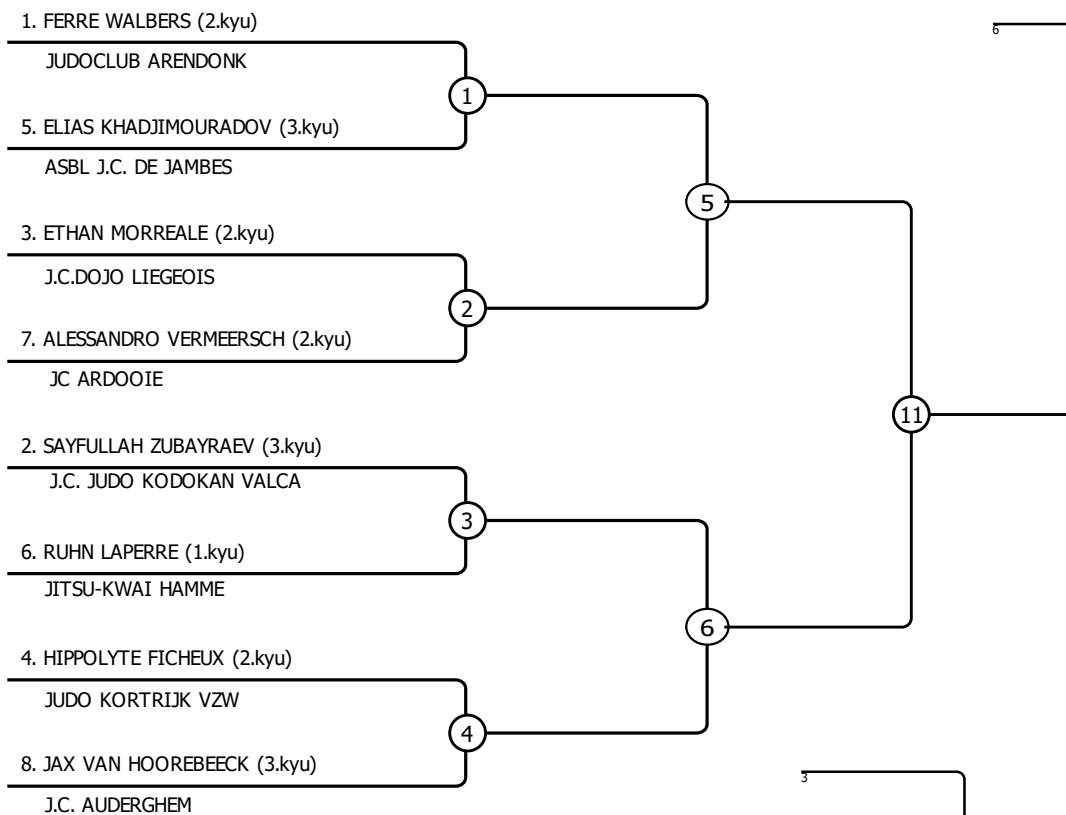 1. FERRE WALBERS (2.kyu)
6
JUDOCLUB ARENDONK
1
5. ELIAS KHADJIMOURADOV (3.kyu)
ASBL J.C. DE JAMBES
5
3. ETHAN MORREALE (2.kyu)
J.C.DOJO LIEGEOIS
2
7. ALESSANDRO VERMEERSCH (2.kyu)
JC ARDOOIE
11
2. SAYFULLAH ZUBAYRAEV (3.kyu)
J.C. JUDO KODOKAN VALCA
3
6. RUHN LAPERRE (1.kyu)
JITSU-KWAI HAMME
6
4. HIPPOLYTE FICHEUX (2.kyu)
JUDO KORTRIJK VZW
4
8. JAX VAN HOOREBEECK (3.kyu)
3
J.C. AUDERGHEM